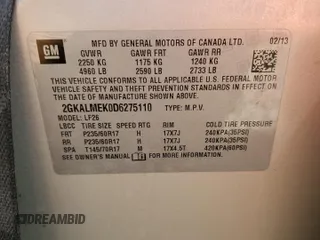 GM
MFD BY GENERAL MOTORS OF CANADA LTD. 02/13
GVWR GAWR FRT GAWR RR
2250 KG 1175 KG 1240 KG
4960 LB 2590 LB 2733 LB
THIS VEHICLE CONFORMS TO ALL APPLICABLE U.S. FEDERAL
MOTOR VEHICLE SAFETY, BUMPER, AND THEFT PREVENTION STANDARDS
IN EFFECT ON THE DATE OF MANUFACTURE SHOWN ABOVE.
2GKALMEK0D6275110 TYPE: M.P.V.
MODEL: LF26
LBCC TIRE SIZE SPEED RTG RIM COLD TIRE PRESSURE
FRT P235/60R17 H 17X7J 240KPA(35PSI)
RR P235/60R17 H 17X7J 240KPA(35PSI)
SPA T145/70R17 M 17X4.5T 420KPA(60PSI)
SEE OWNER'S MANUAL
DREAMBID